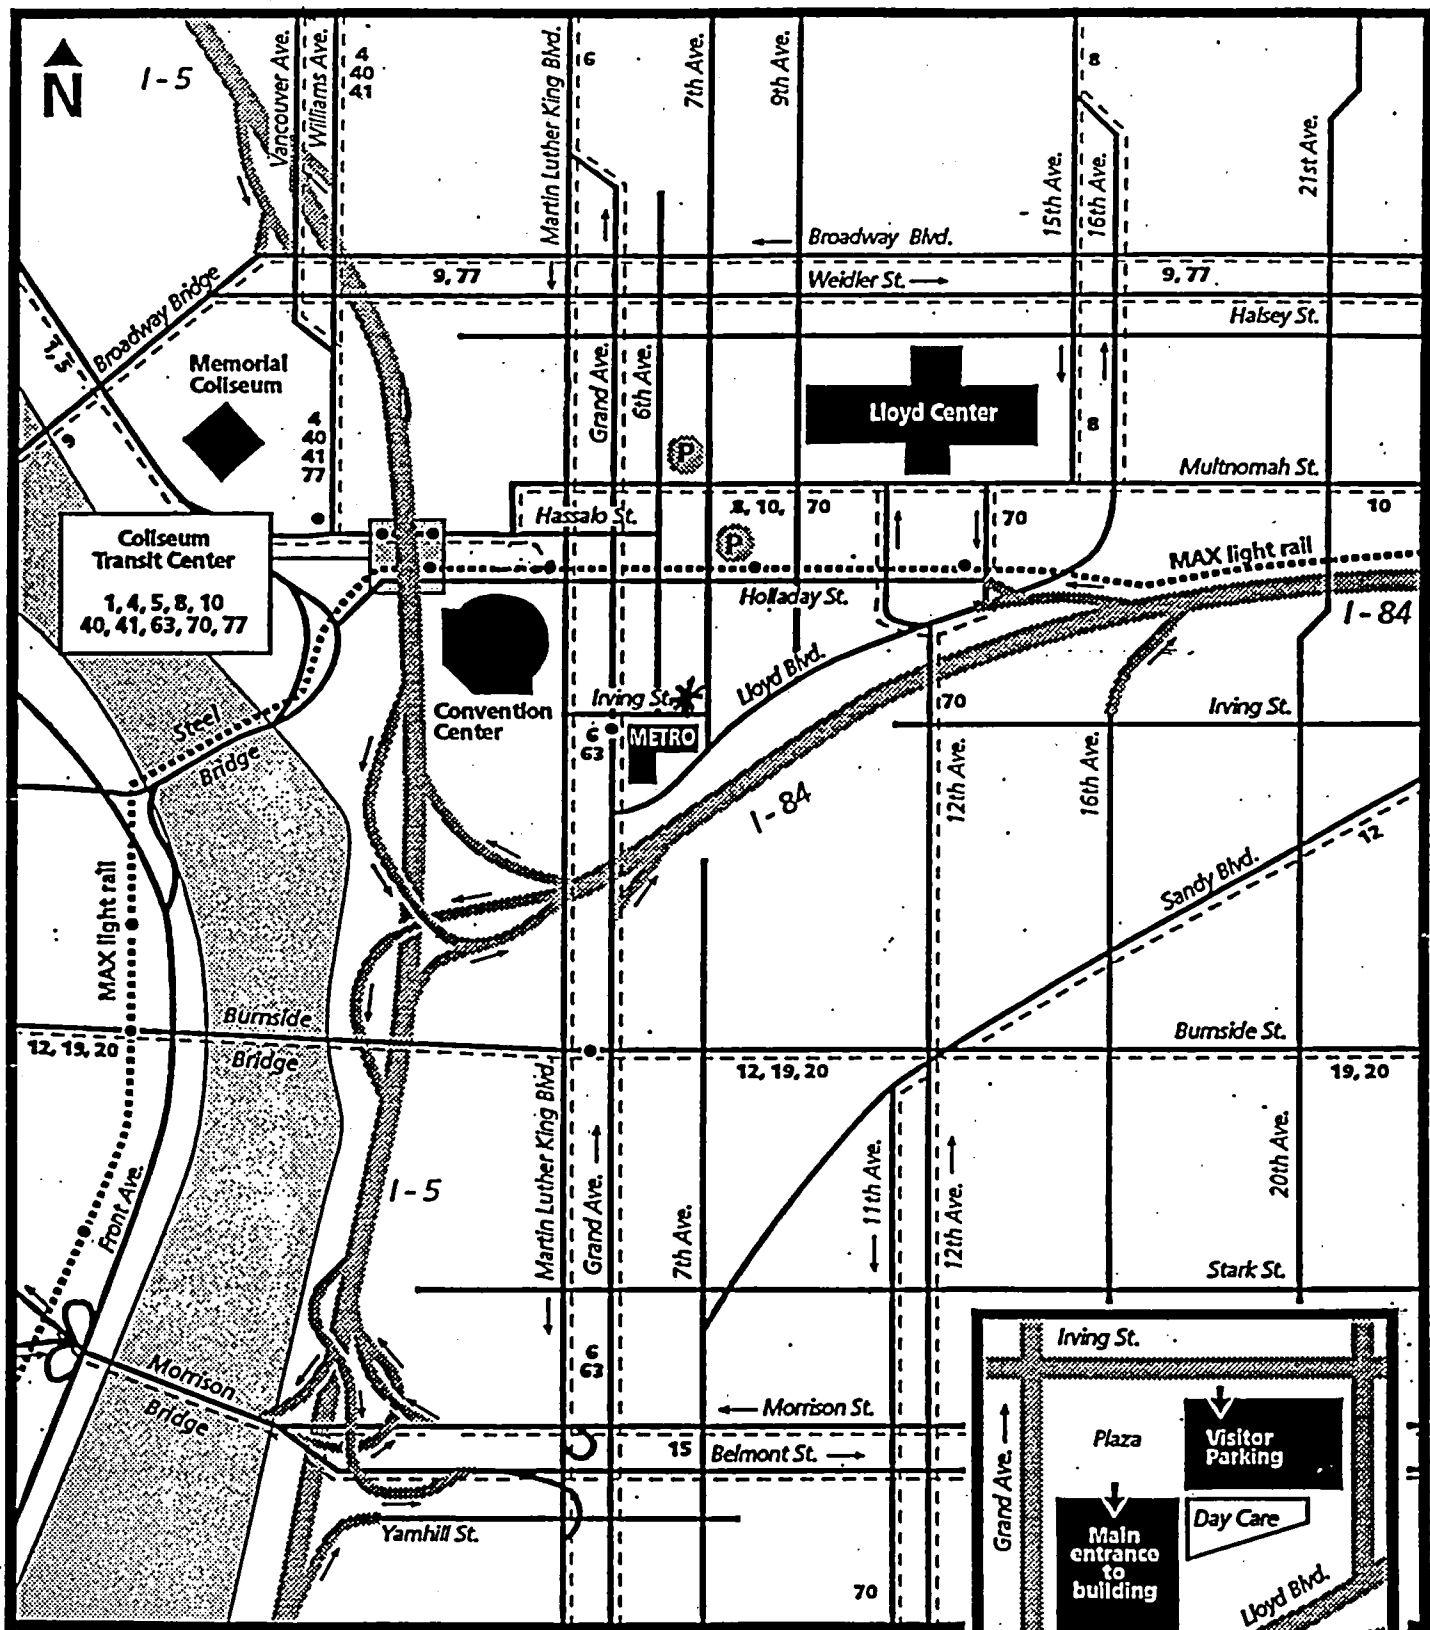 N
I-5
Vancouver Ave.
Williams Ave.
4
40
41
Martin Luther King Blvd.
6
7th Ave.
9th Ave.
8
15th Ave.
16th Ave.
21st Ave.
Broadway Blvd.
9, 77
Weidler St.
9, 77
Halsey St.
Broadway Bridge
1, 5
9
Memorial
Coliseum
4
40
41
77
Grand Ave.
6th Ave.
P
Lloyd Center
8
Multnomah St.
Hassalo St.
8, 10, 70
70
10
P
MAX light rail
Coliseum
Transit Center
1, 4, 5, 8, 10
40, 41, 63, 70, 77
Holladay St.
I-84
Lloyd Blvd.
Convention
Center
Irving St.
METRO
6
63
70
Irving St.
Steel
Bridge
12th Ave.
16th Ave.
I-84
MAX light rail
Sandy Blvd.
12
Burnside
Bridge
12, 19, 20
Burnside St.
12, 19, 20
19, 20
Martin Luther King Blvd.
Grand Ave.
7th Ave.
11th Ave.
12th Ave.
20th Ave.
I-5
Front Ave.
Stark St.
6
63
Morrison
Bridge
Morrison St.
15
Belmont St.
Yamhill St.
70
Irving St.
Grand Ave.
Plaza
Visitor
Parking
Day Care
Main
entrance
to
building
Lloyd Blvd.